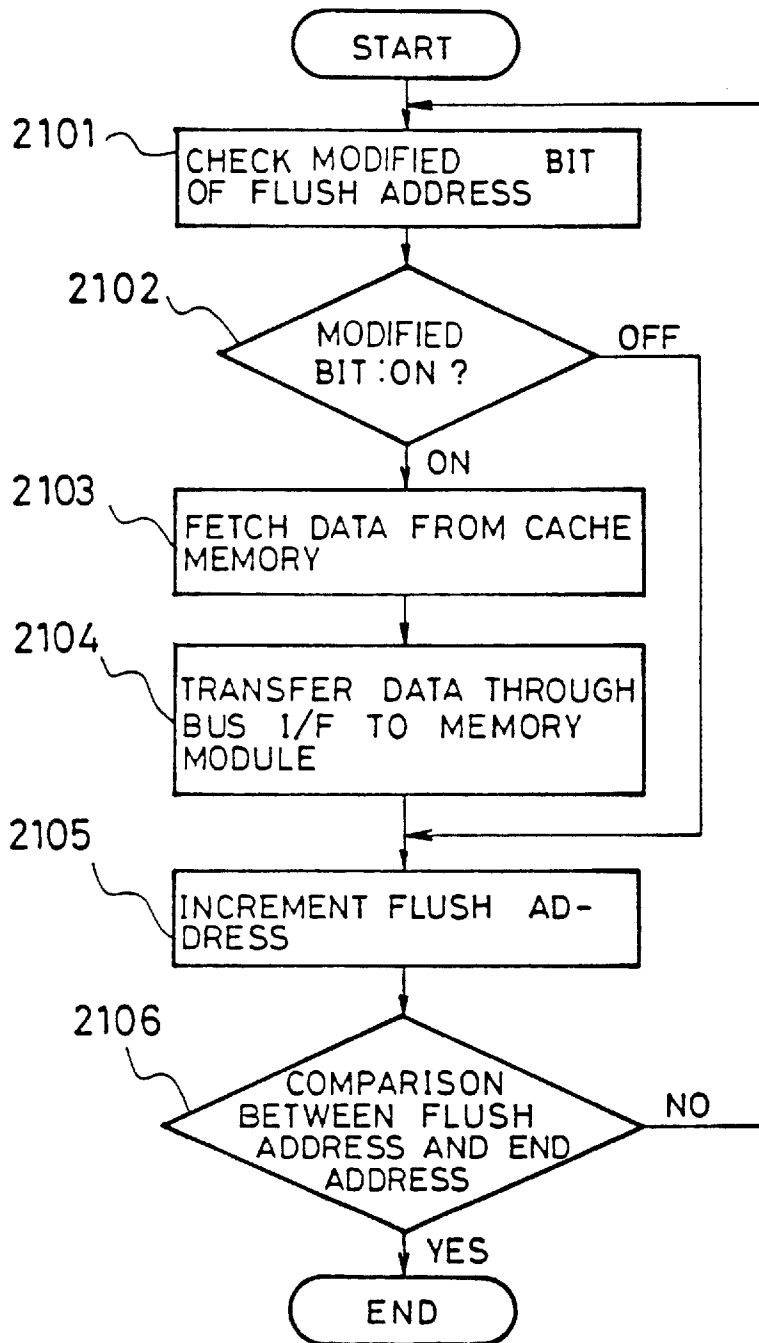 START
2101
CHECK MODIFIED BIT
OF FLUSH ADDRESS
2102
MODIFIED
BIT:ON ?
OFF
ON
2103
FETCH DATA FROM CACHE
MEMORY
2104
TRANSFER DATA THROUGH
BUS I/F TO MEMORY
MODULE
2105
INCREMENT FLUSH AD-
DRESS
2106
COMPARISON
BETWEEN FLUSH
ADDRESS AND END
ADDRESS
NO
YES
END